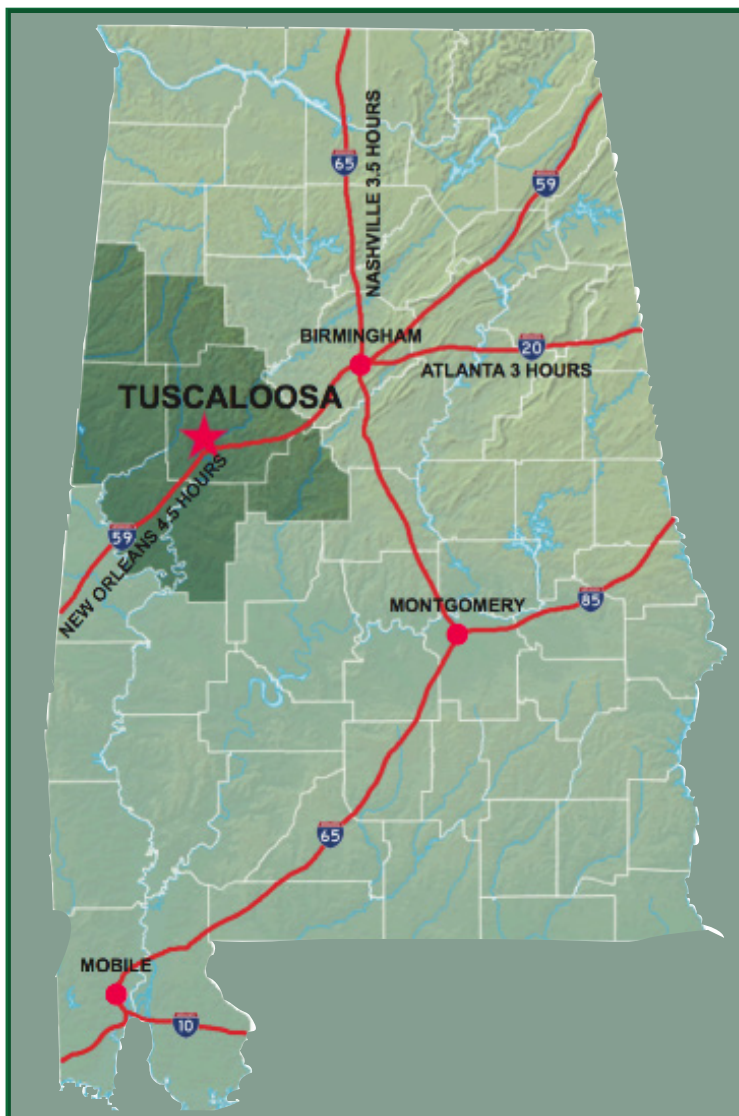 65
NASHVILLE 3.5 HOURS
59
BIRMINGHAM
20
ATLANTA 3 HOURS
TUSCALOOSA
59
NEW ORLEANS 4.5 HOURS
MONTGOMERY
85
65
MOBILE
10